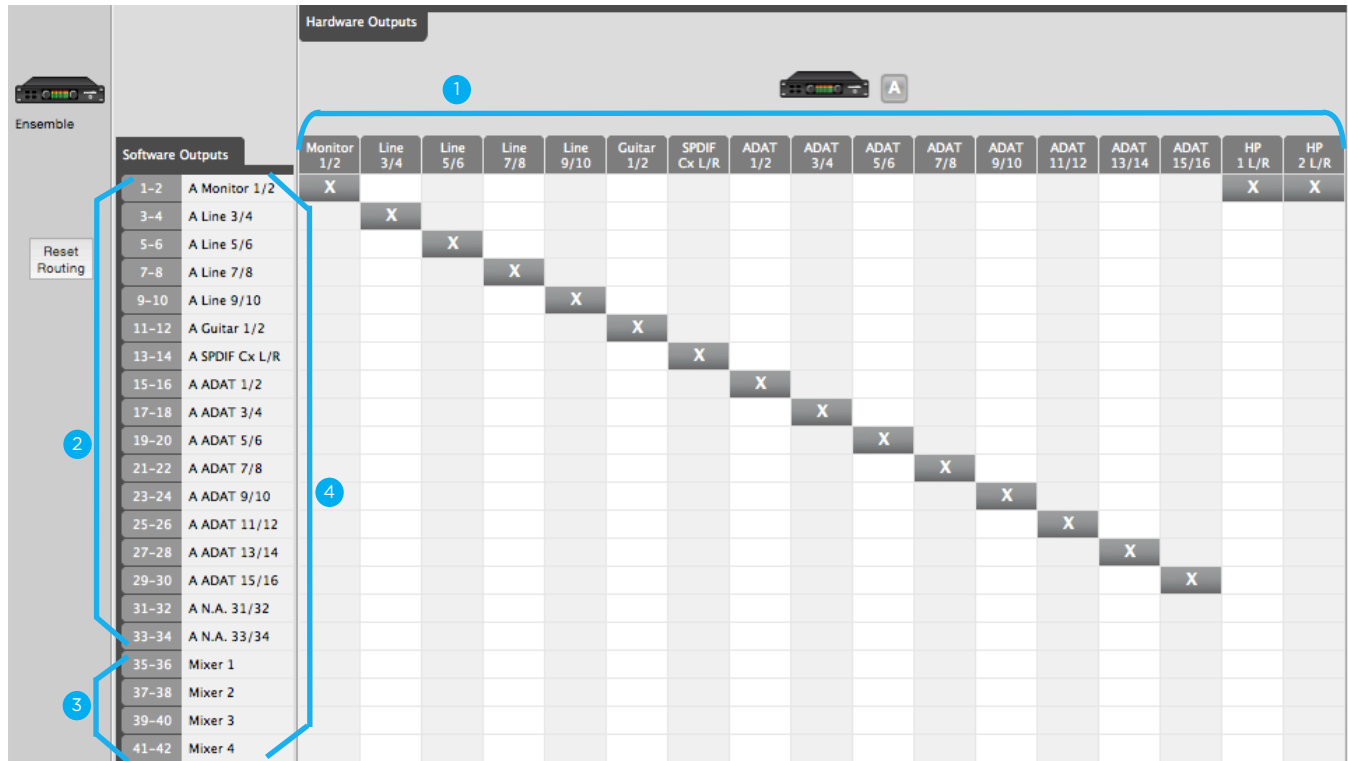 Hardware Outputs
1
A
Ensemble
Software Outputs
Monitor 1/2 Line 3/4 Line 5/6 Line 7/8 Line 9/10 Guitar 1/2 SPDIF Cx L/R ADAT 1/2 ADAT 3/4 ADAT 5/6 ADAT 7/8 ADAT 9/10 ADAT 11/12 ADAT 13/14 ADAT 15/16 HP 1 L/R HP 2 L/R
1-2 A Monitor 1/2 X X X
3-4 A Line 3/4 X
Reset
Routing
5-6 A Line 5/6 X
7-8 A Line 7/8 X
9-10 A Line 9/10 X
11-12 A Guitar 1/2 X
13-14 A SPDIF Cx L/R X
15-16 A ADAT 1/2 X
17-18 A ADAT 3/4 X
2
19-20 A ADAT 5/6 X
21-22 A ADAT 7/8 X
23-24 A ADAT 9/10 X
4
25-26 A ADAT 11/12 X
27-28 A ADAT 13/14 X
29-30 A ADAT 15/16 X
31-32 A N.A. 31/32
33-34 A N.A. 33/34
35-36 Mixer 1
37-38 Mixer 2
3
39-40 Mixer 3
41-42 Mixer 4